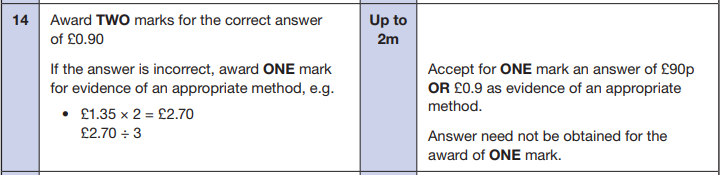 14
Award TWO marks for the correct answer
of £0.90
If the answer is incorrect, award ONE mark
for evidence of an appropriate method, e.g.
• £1.35 × 2 = £2.70
£2.70 ÷ 3
Up to
2m
Accept for ONE mark an answer of £90p
OR £0.9 as evidence of an appropriate
method.
Answer need not be obtained for the
award of ONE mark.